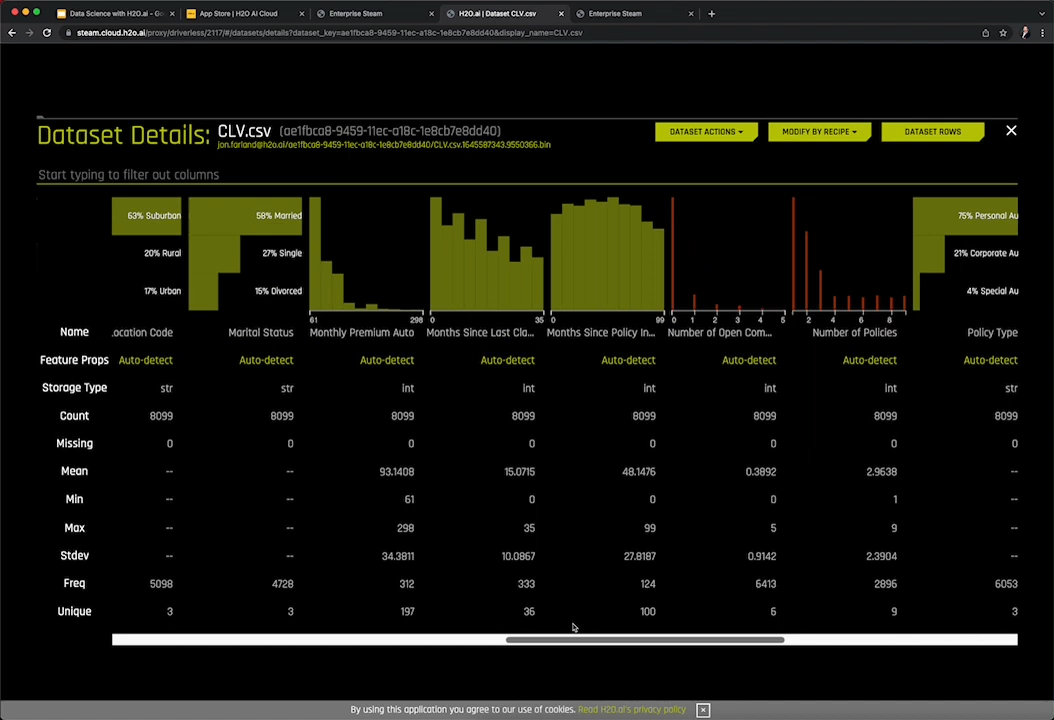 Data Science with H2O.ai - Go
App Store | H2O AI Cloud
Enterprise Steam
H2O.ai | Dataset CLV.csv
Enterprise Steam
steam.cloud.h2o.ai/proxy/driverless/2117/#/datasets/details?dataset_key=ae1fbca8-9459-11ec-a18c-1e8cb7e8dd40&display_name=CLV.csv
Dataset Details: CLV.csv (ae1fbca8-9459-11ec-a18c-1e8cb7e8dd40)
jon.farland@h2o.ai/ae1fbca8-9459-11ec-a18c-1e8cb7e8dd40/CLV.csv.1645587343.9550366.bin
DATASET ACTIONS
MODIFY BY RECIPE
DATASET ROWS
Start typing to filter out columns
63% Suburban 58% Married 75% Personal Au
20% Rural 27% Single 21% Corporate Au
17% Urban 15% Divorced 4% Special Au
61 298 0 35 0 99 0 1 2 3 4 5 2 4 6 8
Name ocation Code Marital Status Monthly Premium Auto Months Since Last Cla... Months Since Policy In... Number of Open Com... Number of Policies Policy Type
Feature Props Auto-detect Auto-detect Auto-detect Auto-detect Auto-detect Auto-detect Auto-detect Auto-detect
Storage Type str str int int int int int str
Count 8099 8099 8099 8099 8099 8099 8099 8099
Missing 0 0 0 0 0 0 0 0
Mean -- -- 93.1408 15.0715 48.1476 0.3892 2.9638 --
Min -- -- 61 0 0 0 1 --
Max -- -- 298 35 99 5 9 --
Stdev -- -- 34.3811 10.0867 27.8187 0.9142 2.3904 --
Freq 5098 4728 312 333 124 6413 2896 6053
Unique 3 3 197 36 100 6 9 3
By using this application you agree to our use of cookies. Read H2O.ai's privacy policy